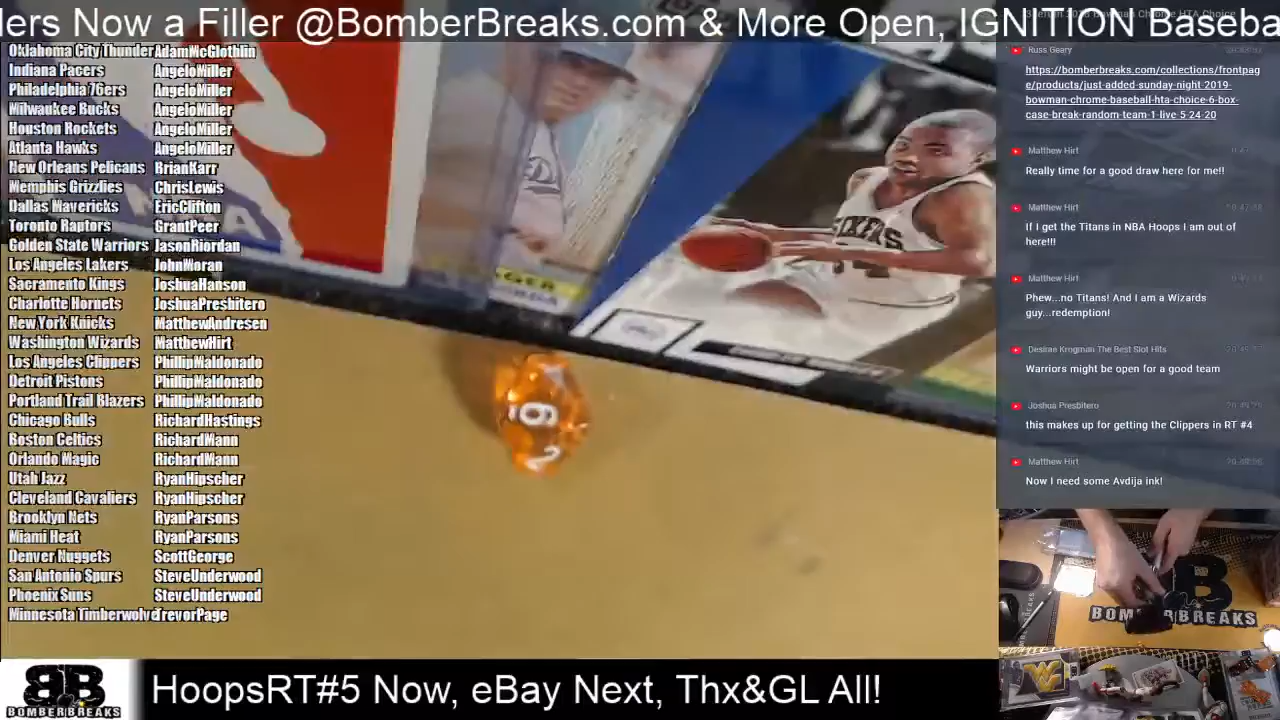 lers Now a Filler @BomberBreaks.com & More Open, IGNITION Baseba
Oklahoma City Thunder AdamMcGlothlin
Indiana Pacers AngeloMiller
Philadelphia 76ers AngeloMiller
Milwaukee Bucks AngeloMiller
Houston Rockets AngeloMiller
Atlanta Hawks AngeloMiller
New Orleans Pelicans BrianKarr
Memphis Grizzlies ChrisLewis
Dallas Mavericks EricClifton
Toronto Raptors GrantPeer
Golden State Warriors JasonRiordan
Los Angeles Lakers JohnMoran
Sacramento Kings JoshuaHanson
Charlotte Hornets JoshuaPresbitero
New York Knicks MatthewAndresen
Washington Wizards MatthewHirt
Los Angeles Clippers PhillipMaldonado
Detroit Pistons PhillipMaldonado
Portland Trail Blazers PhillipMaldonado
Chicago Bulls RichardHastings
Boston Celtics RichardMann
Orlando Magic RichardMann
Utah Jazz RyanHipscher
Cleveland Cavaliers RyanHipscher
Brooklyn Nets RyanParsons
Miami Heat RyanParsons
Denver Nuggets ScottGeorge
San Antonio Spurs SteveUnderwood
Phoenix Suns SteveUnderwood
Minnesota Timberwolve TrevorPage
SIXERS
9
2
Russ Geary
https://bomberbreaks.com/collections/frontpag
e/products/just-added-sunday-night-2019-
bowman-chrome-baseball-hta-choice-6-box-
case-break-random-team-1-live-5-24-20
Matthew Hirt
Really time for a good draw here for me!!
Matthew Hirt
If I get the Titans in NBA Hoops I am out of
here!!!
Matthew Hirt
Phew...no Titans! And I am a Wizards
guy...redemption!
Desirae Krogman The Best Slot Hits
Warriors might be open for a good team
Joshua Presbitero
this makes up for getting the Clippers in RT #4
Matthew Hirt
Now I need some Avdija ink!
BOMBERBREAKS
BB
BOMBERBREAKS
HoopsRT#5 Now, eBay Next, Thx&GL All!